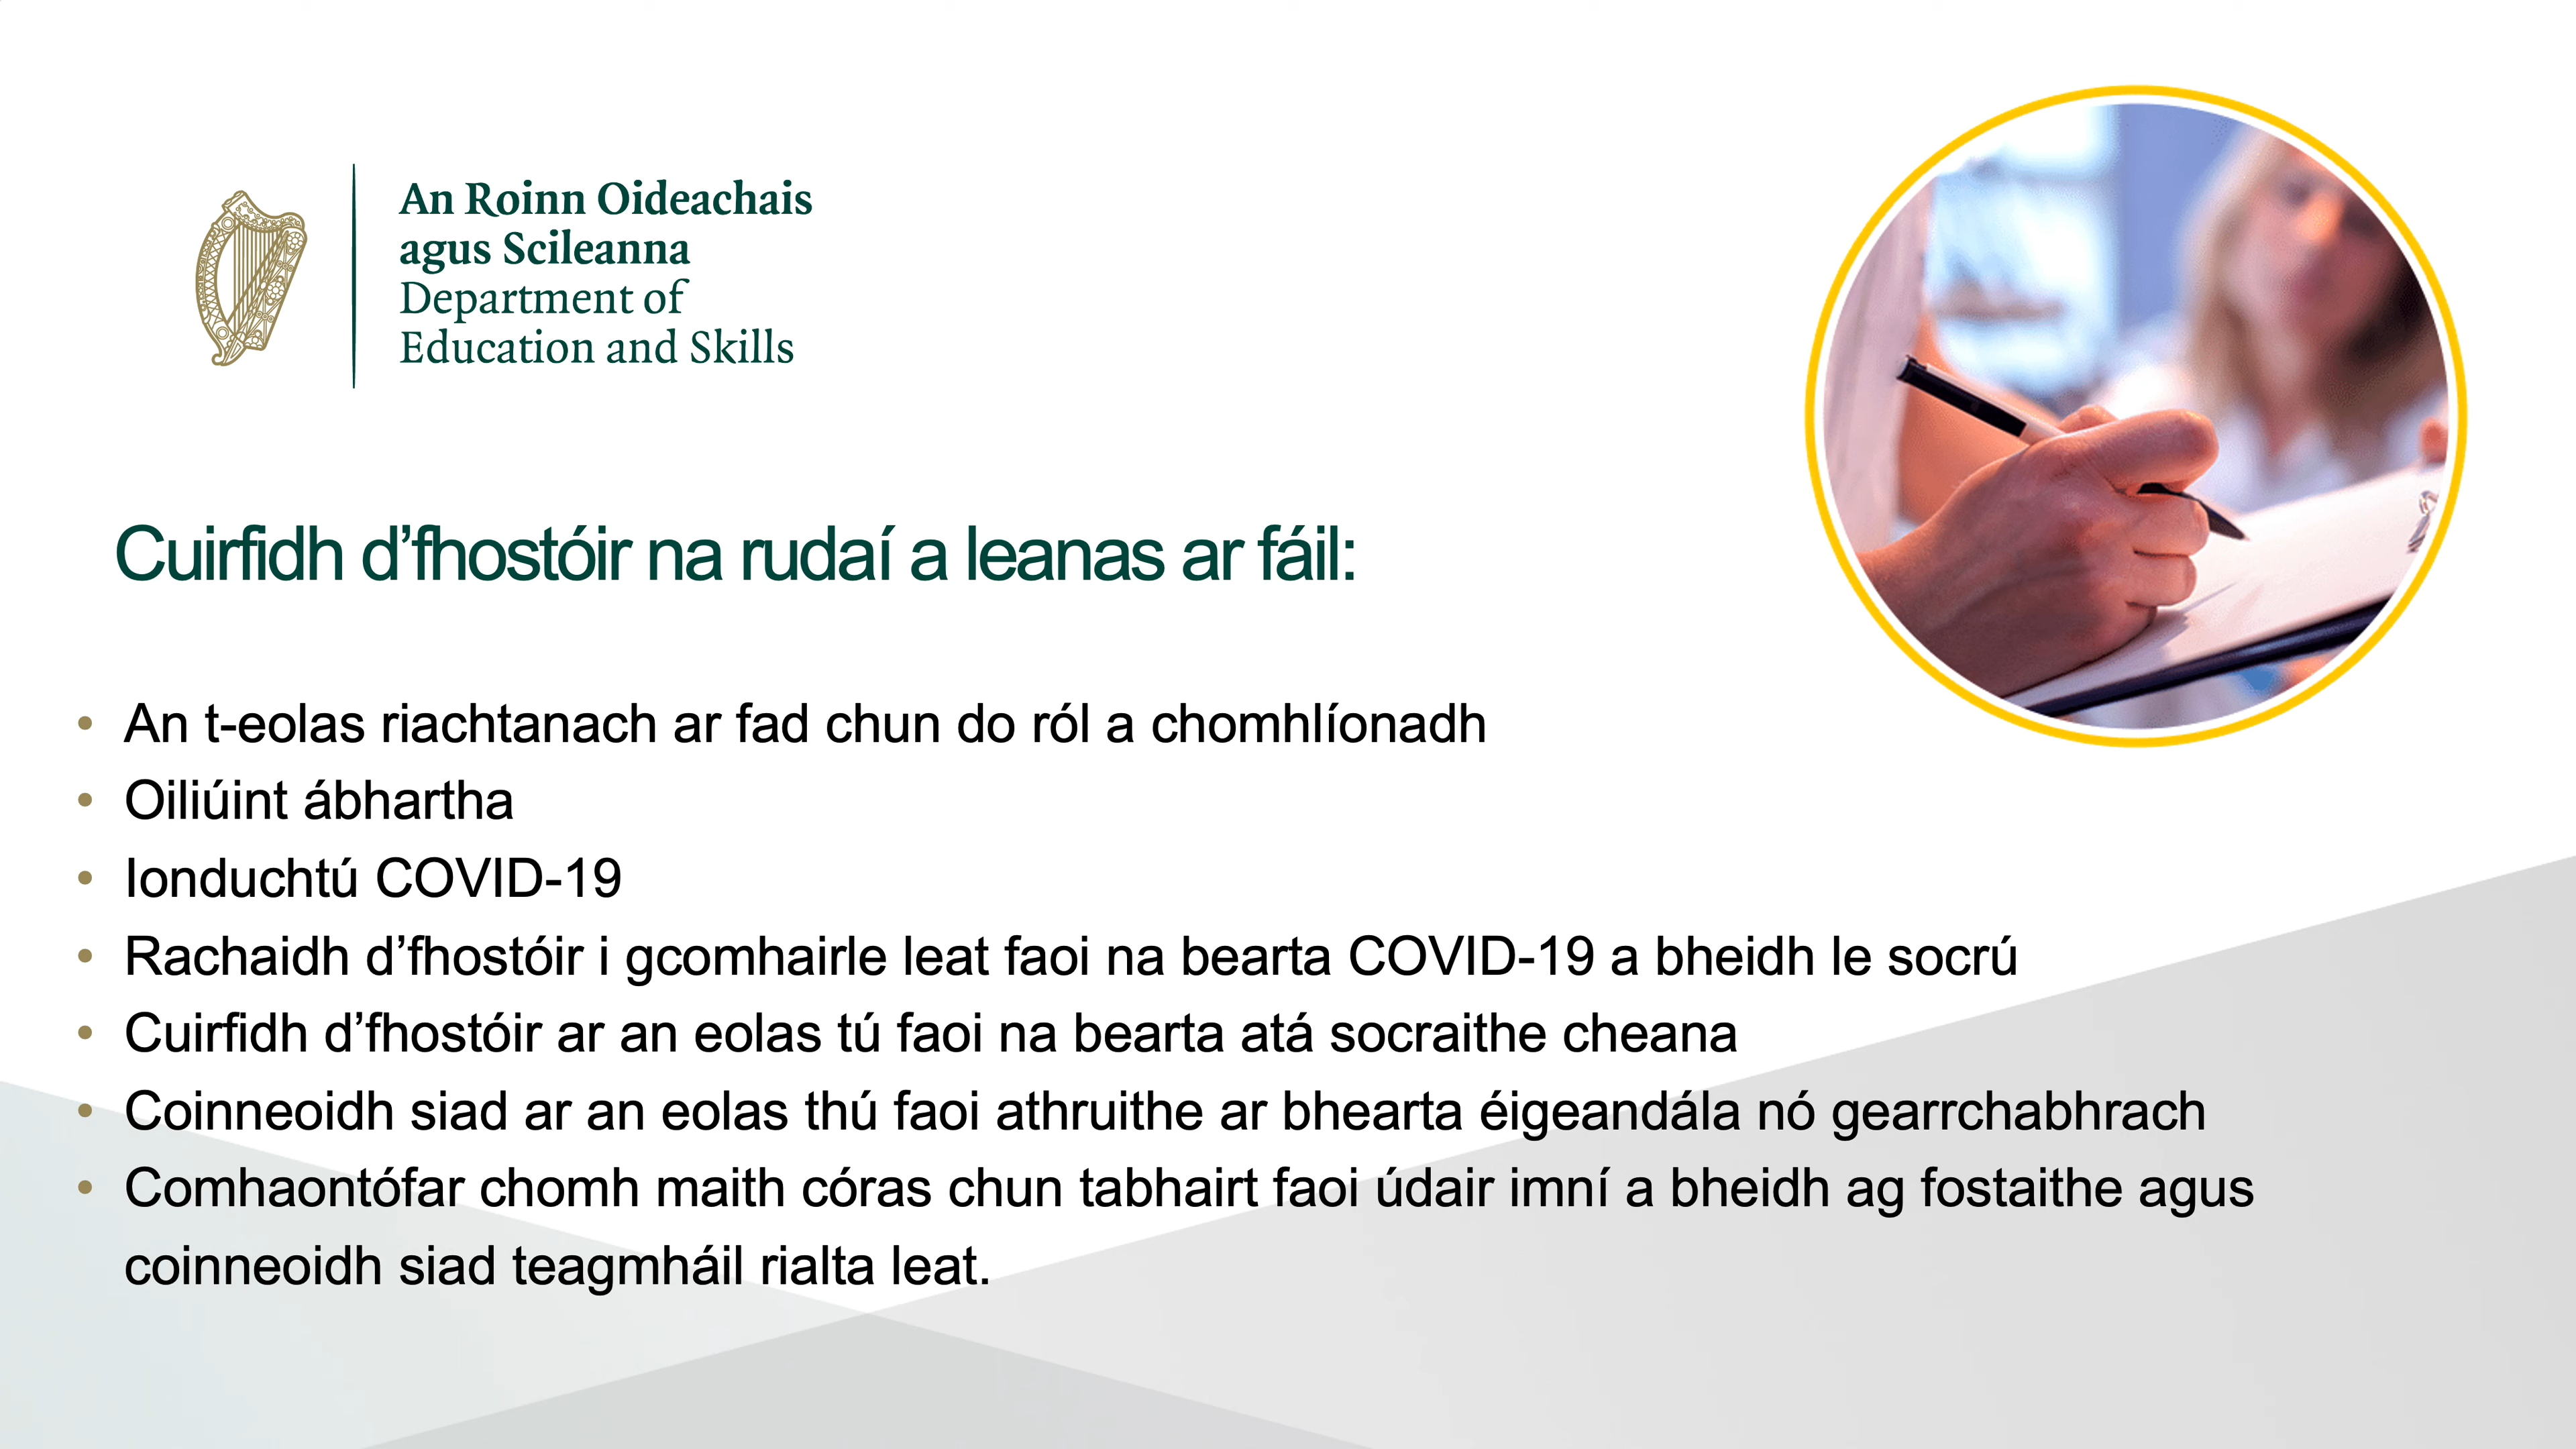 An Roinn Oideachais
agus Scileanna
Department of
Education and Skills
Cuirfidh d’fhostóir na rudaí a leanas ar fáil:
• An t-eolas riachtanach ar fad chun do ról a chomhlíonadh
• Oiliúint ábhartha
• Ionduchtú COVID-19
• Rachaidh d’fhostóir i gcomhairle leat faoi na bearta COVID-19 a bheidh le socrú
• Cuirfidh d’fhostóir ar an eolas tú faoi na bearta atá socraithe cheana
• Coinneoidh siad ar an eolas thú faoi athruithe ar bhearta éigeandála nó gearrchabhrach
• Comhaontófar chomh maith córas chun tabhairt faoi údair imní a bheidh ag fostaithe agus
coinneoidh siad teagmháil rialta leat.